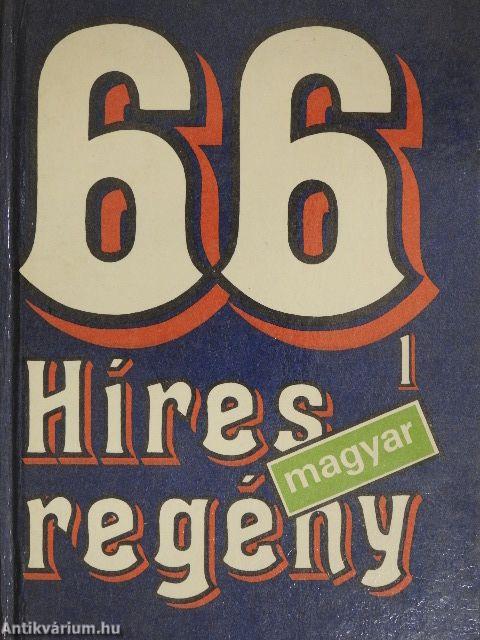 66
1
Híres
magyar
regény
Antikvárium.hu